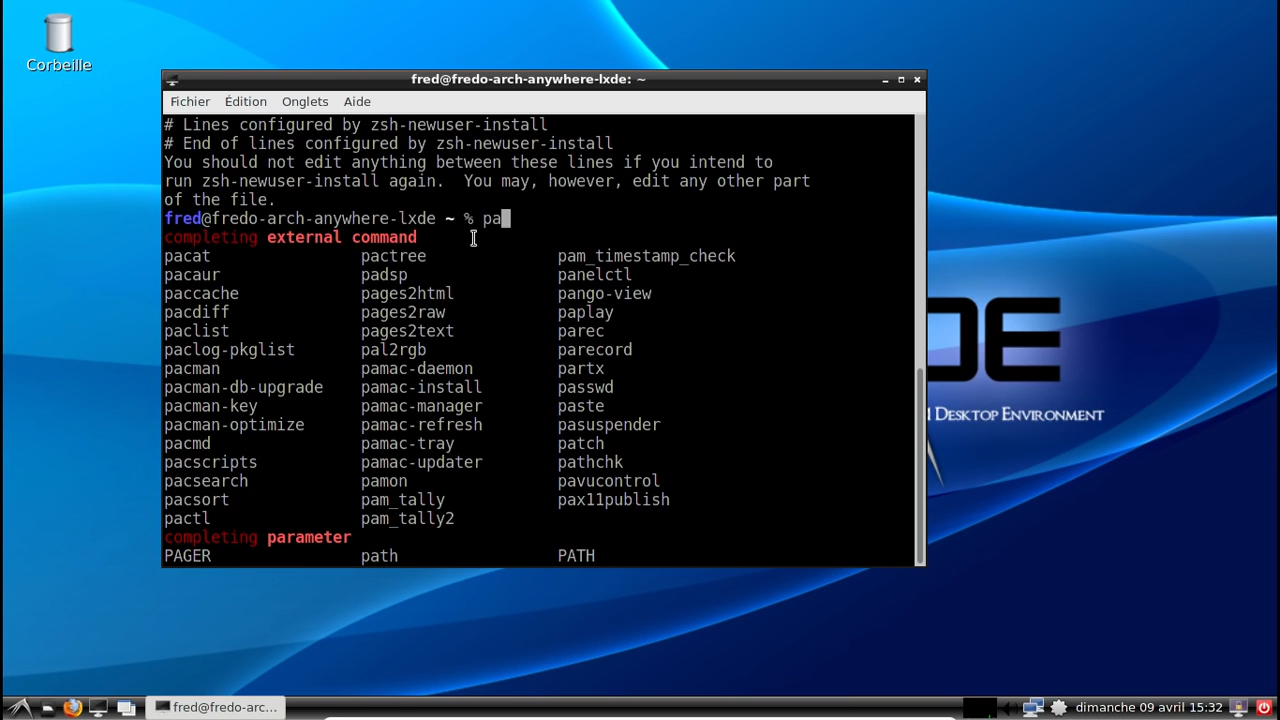 Corbeille
fred@fredo-arch-anywhere-lxde: ~
Fichier Édition Onglets Aide
# Lines configured by zsh-newuser-install
# End of lines configured by zsh-newuser-install
You should not edit anything between these lines if you intend to
run zsh-newuser-install again.  You may, however, edit any other part
of the file.
fred@fredo-arch-anywhere-lxde ~ % pa
completing external command
pacat pactree pam_timestamp_check
pacaur padsp panelctl
paccache pages2html pango-view
pacdiff pages2raw paplay
paclist pages2text parec
paclog-pkglist pal2rgb parecord
pacman pamac-daemon partx
pacman-db-upgrade pamac-install passwd
pacman-key pamac-manager paste
pacman-optimize pamac-refresh pasuspender
pacmd pamac-tray patch
pacscripts pamac-updater pathchk
pacsearch pamon pavucontrol
pacsort pam_tally pax11publish
pactl pam_tally2
completing parameter
PAGER path PATH
DE
DESKTOP ENVIRONMENT
fred@fredo-arc...
dimanche 09 avril 15:32